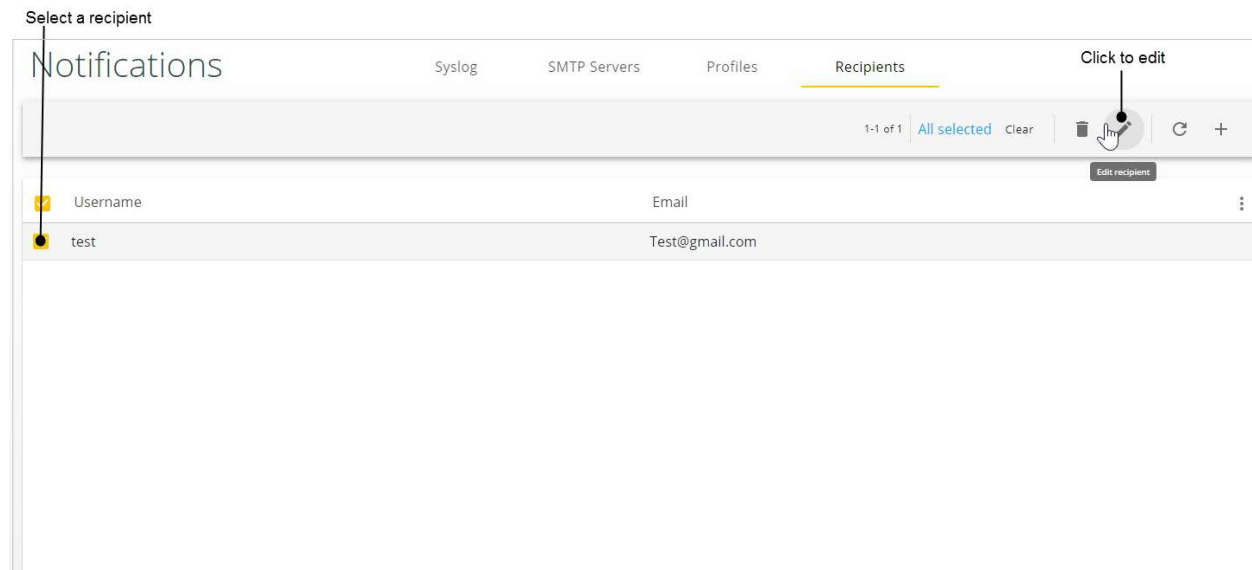 Select a recipient
Notifications
Syslog
SMTP Servers
Profiles
Recipients
Click to edit
1-1 of 1
All selected
Clear
Edit recipient
Username
Email
test
Test@gmail.com